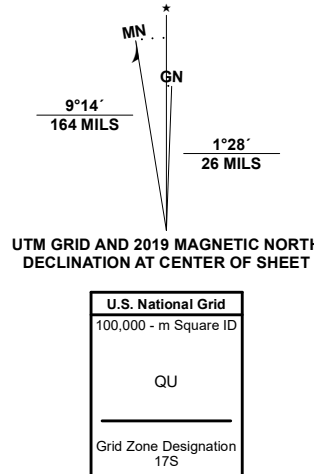 ★
MN
GN
9°14´
164 MILS
1°28´
26 MILS
UTM GRID AND 2019 MAGNETIC NORTH
DECLINATION AT CENTER OF SHEET
U.S. National Grid
100,000 - m Square ID
QU
Grid Zone Designation
17S